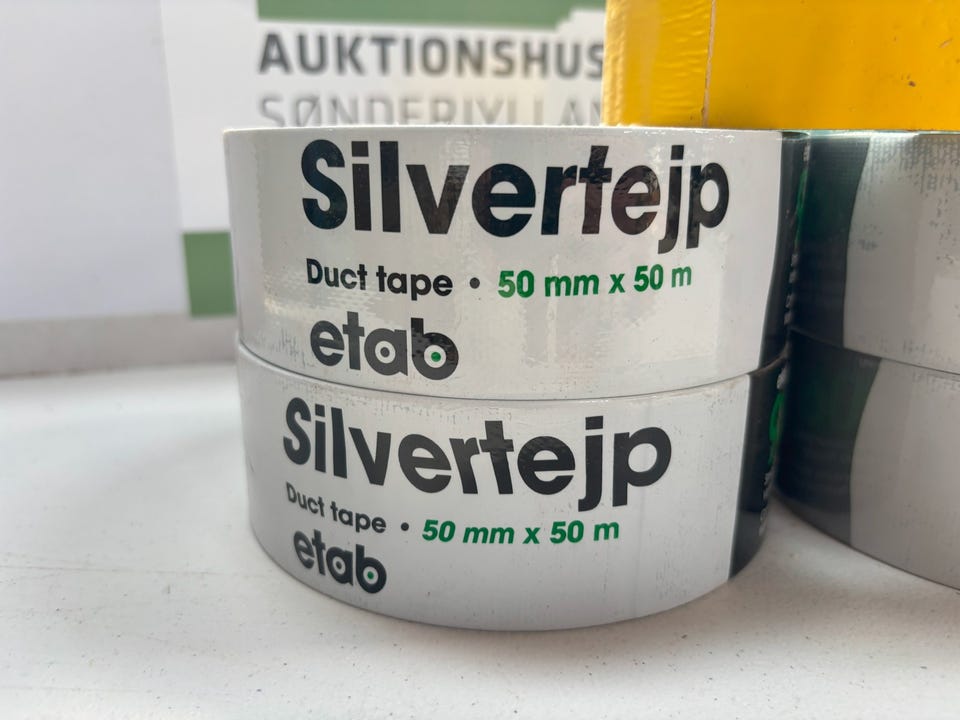 AUKTIONSHUS
Silvertejp
Duct tape • 50 mm x 50 m
etab
Silvertejp
Duct tape • 50 mm x 50 m
etab